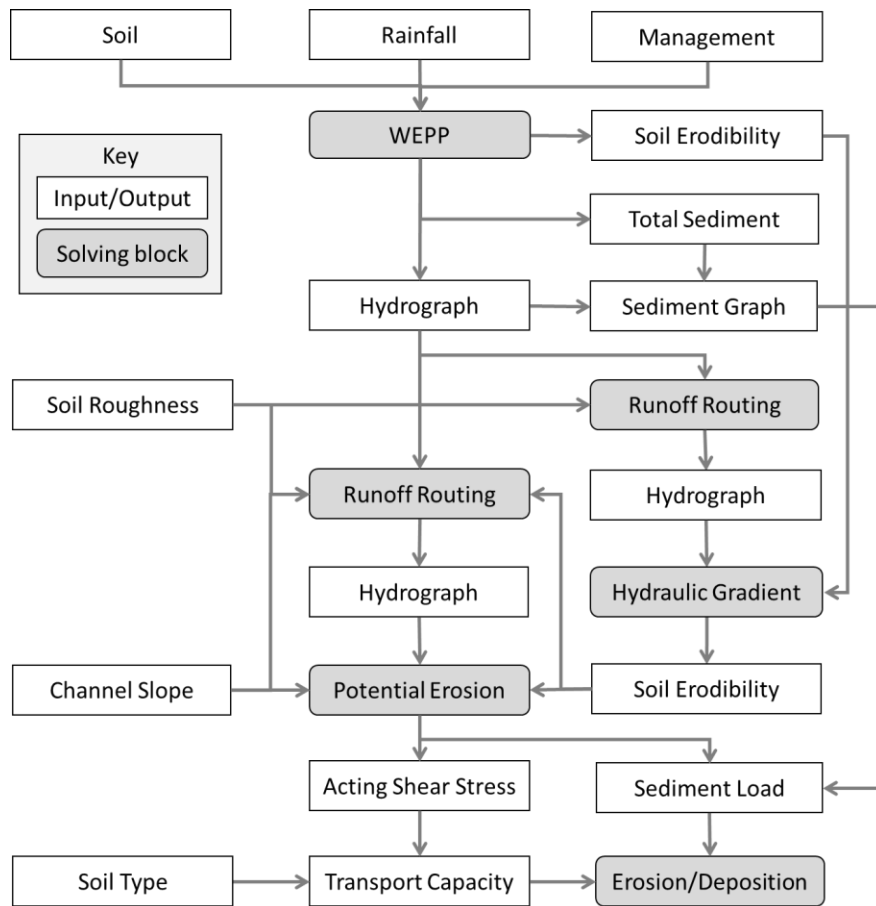 Soil
Rainfall
Management
WEPP
Soil Erodibility
Key
Input/Output
Solving block
Total Sediment
Hydrograph
Sediment Graph
Soil Roughness
Runoff Routing
Runoff Routing
Hydrograph
Hydrograph
Hydraulic Gradient
Channel Slope
Potential Erosion
Soil Erodibility
Acting Shear Stress
Sediment Load
Soil Type
Transport Capacity
Erosion/Deposition